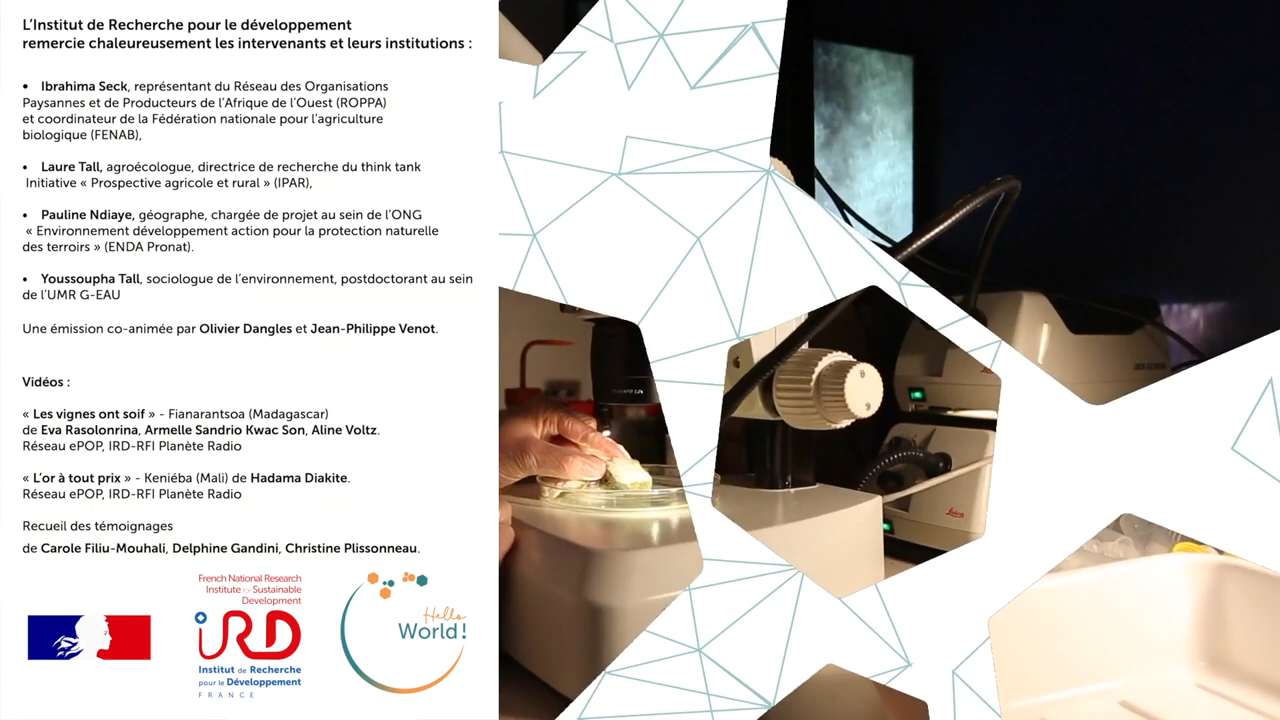 L'Institut de Recherche pour le développement
remercie chaleureusement les intervenants et leurs institutions :
• Ibrahima Seck, représentant du Réseau des Organisations
Paysannes et de Producteurs de l'Afrique de l'Ouest (ROPPA)
et coordinateur de la Fédération nationale pour l'agriculture
biologique (FENAB),
• Laure Tall, agroécologue, directrice de recherche du think tank
Initiative « Prospective agricole et rural » (IPAR),
• Pauline Ndiaye, géographe, chargée de projet au sein de l'ONG
« Environnement développement action pour la protection naturelle
des terroirs » (ENDA Pronat).
• Youssoupha Tall, sociologue de l'environnement, postdoctorant au sein
de l'UMR G-EAU
Une émission co-animée par Olivier Dangles et Jean-Philippe Venot.
Vidéos :
« Les vignes ont soif » - Fianarantsoa (Madagascar)
de Eva Rasolonrina, Armelle Sandrio Kwac Son, Aline Voltz.
Réseau ePOP, IRD-RFI Planète Radio
« L'or à tout prix » - Keniéba (Mali) de Hadama Diakite.
Réseau ePOP, IRD-RFI Planète Radio
Recueil des témoignages
de Carole Filiu-Mouhali, Delphine Gandini, Christine Plissonneau.
French National Research
Institute for Sustainable
Development
IRD
Institut de Recherche
pour le Développement
FRANCE
Hello
World !
Leica